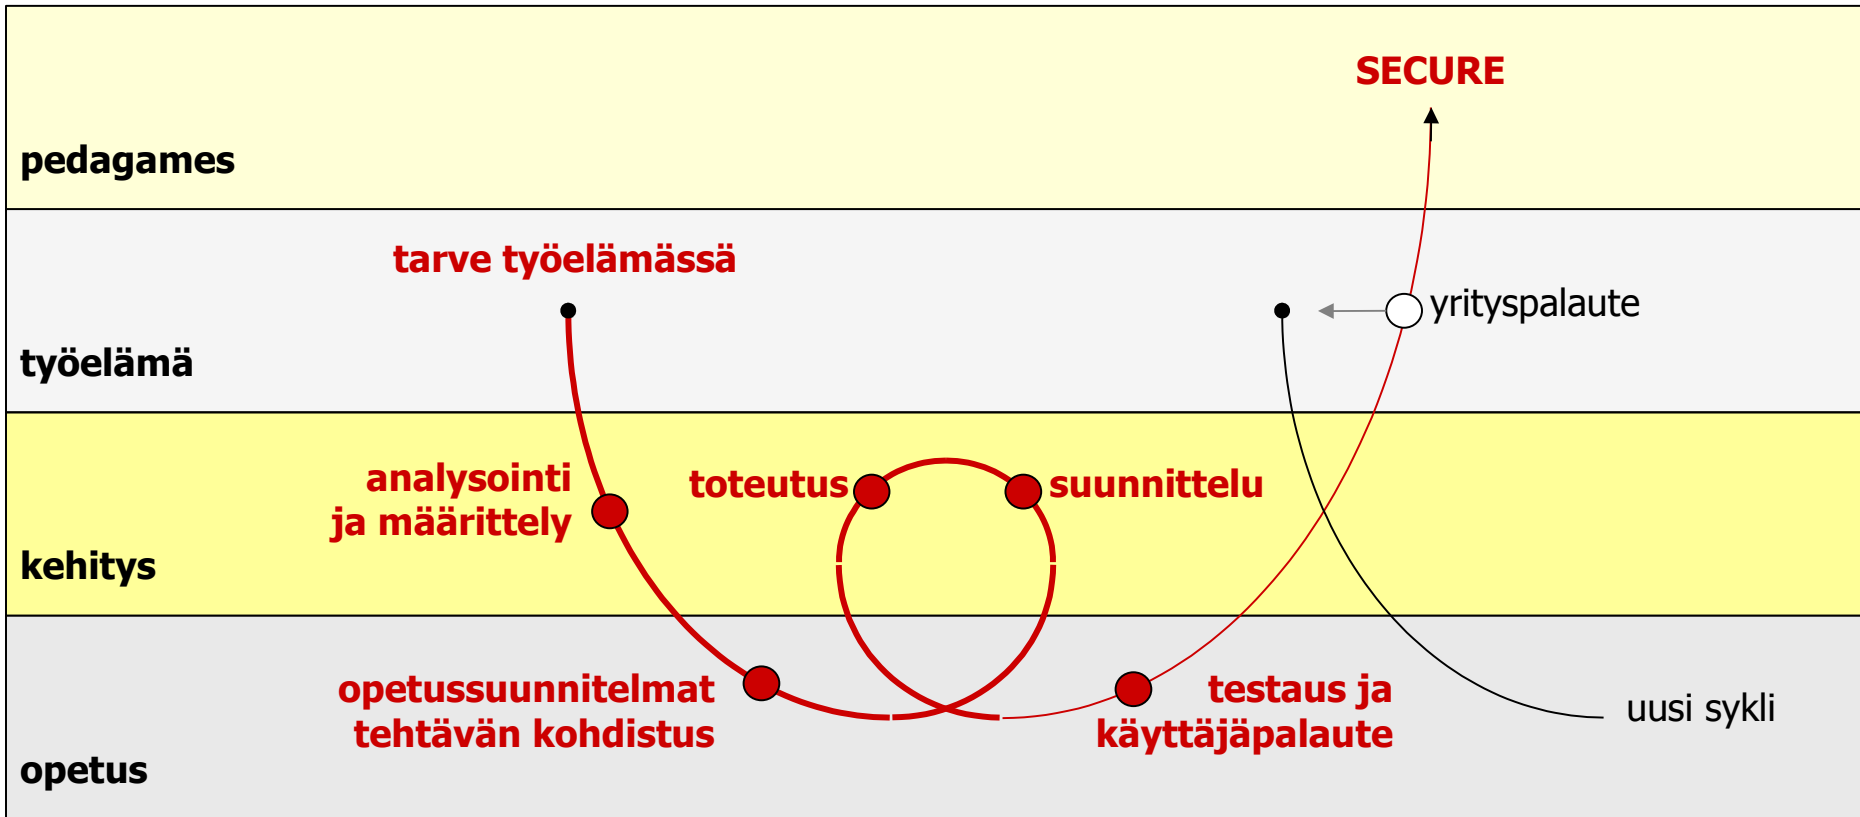 SECURE
pedagames
tarve työelämässä
yrityspalaute
työelämä
analysointi
ja määrittely
toteutus
suunnittelu
kehitys
opetussuunnitelmat
tehtävän kohdistus
testaus ja
käyttäjäpalaute
uusi sykli
opetus